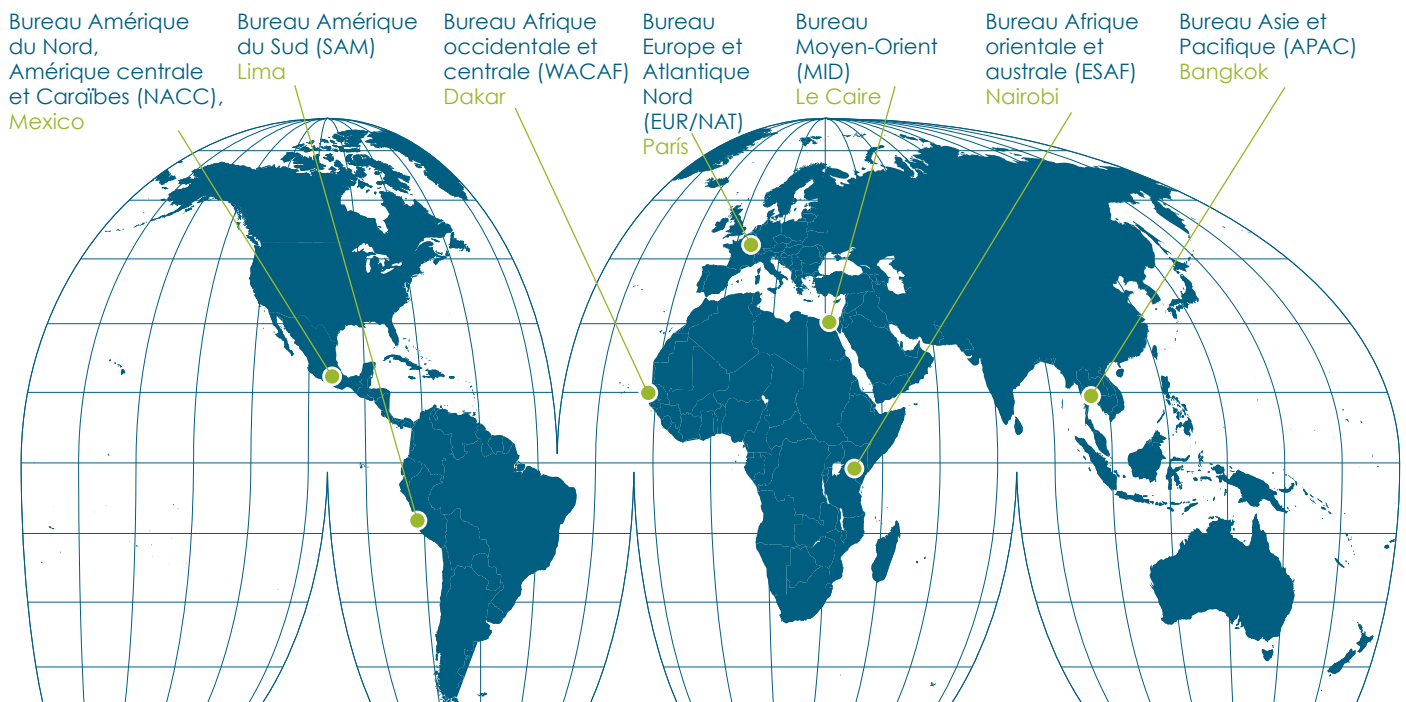 Bureau Amérique
du Nord,
Amérique centrale
et Caraïbes (NACC),
Mexico
Bureau Amérique
du Sud (SAM)
Lima
Bureau Afrique
occidentale et
centrale (WACAF)
Dakar
Bureau
Europe et
Atlantique
Nord
(EUR/NAT)
París
Bureau
Moyen-Orient
(MID)
Le Caire
Bureau Afrique
orientale et
australe (ESAF)
Nairobi
Bureau Asie et
Pacifique (APAC)
Bangkok